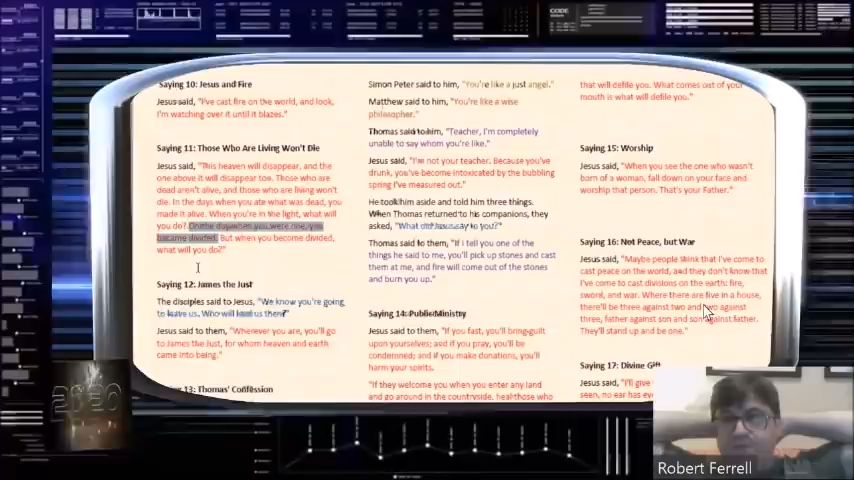 CODE
Saying 10: Jesus and Fire
Jesus said, "I've cast fire on the world, and look,
I'm watching over it until it blazes."
Saying 11: Those Who Are Living Won't Die
Jesus said, "This heaven will disappear, and the
one above it will disappear too. Those who are
dead aren't alive, and those who are living won't
die. In the days when you ate what was dead, you
made it alive. When you're in the light, what will
you do? On the day when you were one, you
became divided. But when you become divided,
what will you do?"
Saying 12: James the Just
The disciples said to Jesus, "We know you're going
to leave us. Who will lead us then?"
Jesus said to them, "Wherever you are, you'll go
to James the Just, for whom heaven and earth
came into being."
Saying 13: Thomas' Confession
Simon Peter said to him, "You're like a just angel."
Matthew said to him, "You're like a wise
philosopher."
Thomas said to him, "Teacher, I'm completely
unable to say whom you're like."
Jesus said, "I'm not your teacher. Because you've
drunk, you've become intoxicated by the bubbling
spring I've measured out."
He took him aside and told him three things.
When Thomas returned to his companions, they
asked, "What did Jesus say to you?"
Thomas said to them, "If I tell you one of the
things he said to me, you'll pick up stones and cast
them at me, and fire will come out of the stones
and burn you up."
Saying 14: Public Ministry
Jesus said to them, "If you fast, you'll bring guilt
upon yourselves; and if you pray, you'll be
condemned; and if you make donations, you'll
harm your spirits.
"If they welcome you when you enter any land
and go around in the countryside, heal those who
that will defile you. What comes out of your
mouth is what will defile you."
Saying 15: Worship
Jesus said, "When you see the one who wasn't
born of a woman, fall down on your face and
worship that person. That's your Father."
Saying 16: Not Peace, but War
Jesus said, "Maybe people think that I've come to
cast peace on the world, and they don't know that
I've come to cast divisions on the earth: fire,
sword, and war. Where there are five in a house,
there'll be three against two and two against
three, father against son and son against father.
They'll stand up and be one."
Saying 17: Divine Gift
Jesus said, "I'll give
seen, no ear has ev
Robert Ferrell